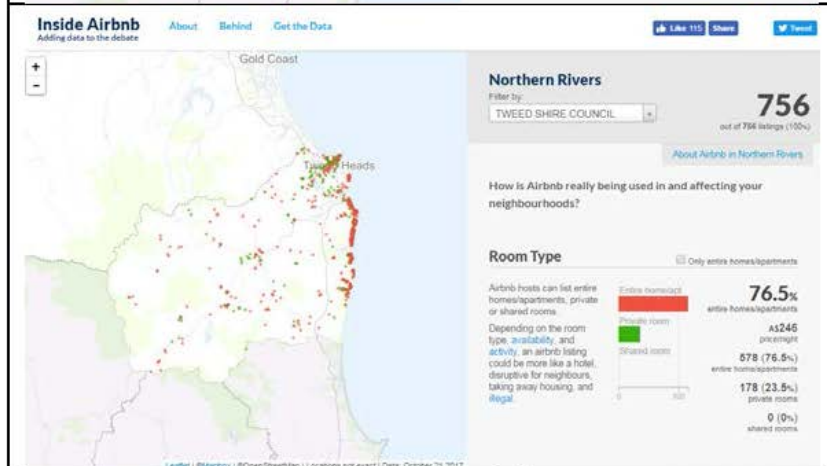 Inside Airbnb
Adding data to the debate
About Behind Get the Data
Like 115 Share Tweet
+
-
Gold Coast
Tweed Heads
Northern Rivers
Filter by:
TWEED SHIRE COUNCIL
756
out of 756 listings (100%)
About Airbnb in Northern Rivers
How is Airbnb really being used in and affecting your
neighbourhoods?
Room Type
Only entire homes/apartments
Airbnb hosts can list entire
homes/apartments, private
or shared rooms.
Depending on the room
type, availability, and
activity, an airbnb listing
could be more like a hotel,
disruptive for neighbours,
taking away housing, and
illegal.
Entire home/apt
Private room
Shared room
0 500
76.5%
entire homes/apartments
A$246
price/night
578 (76.5%)
entire home/apartments
178 (23.5%)
private rooms
0 (0%)
shared rooms
Leaflet | ©Mapbox | ©OpenStreetMap | Locations not exact | Date: October 21 2017